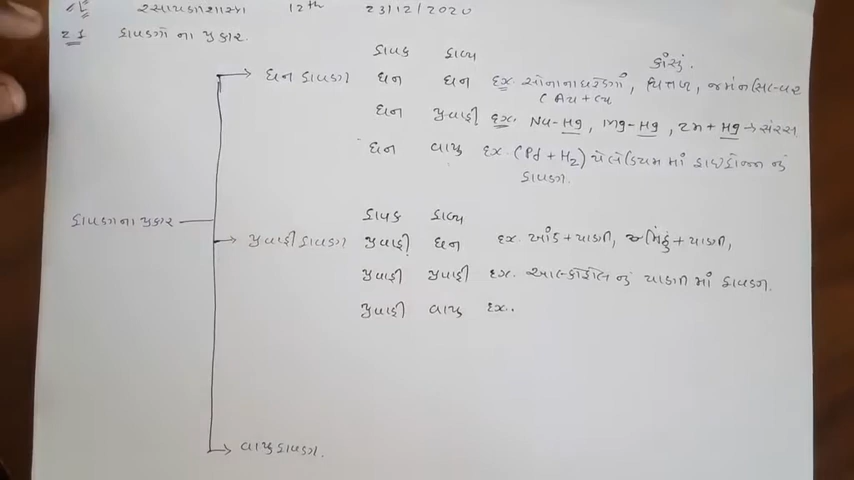 રસાયણશાસ્ત્ર 12th 23/12/2020
2.1 દ્રાવણો ના પ્રકાર.
દ્રાવક દ્રાવ્ય
કાંસું.
ઘન દ્રાવણો ઘન ઘન દા. સોનાના ઘરેણાં, પિત્તળ, જર્મન સિલ્વર
(Au + Cu
ઘન પ્રવાહી દા. Na-Hg, Mg-Hg, Zn + Hg → સંરસ.
ઘન વાયુ દા. (Pd + H₂) પેલેડિયમ માં હાઇડ્રોજન નું
દ્રાવણ.
દ્રાવક દ્રાવ્ય
દ્રાવણના પ્રકાર
પ્રવાહી દ્રાવણ પ્રવાહી ઘન દા. ખાંડ + પાણી, મીઠું + પાણી,
પ્રવાહી પ્રવાહી દા. આલ્કોહોલ નું પાણી માં દ્રાવણ.
પ્રવાહી વાયુ દા.
વાયુ દ્રાવણ.